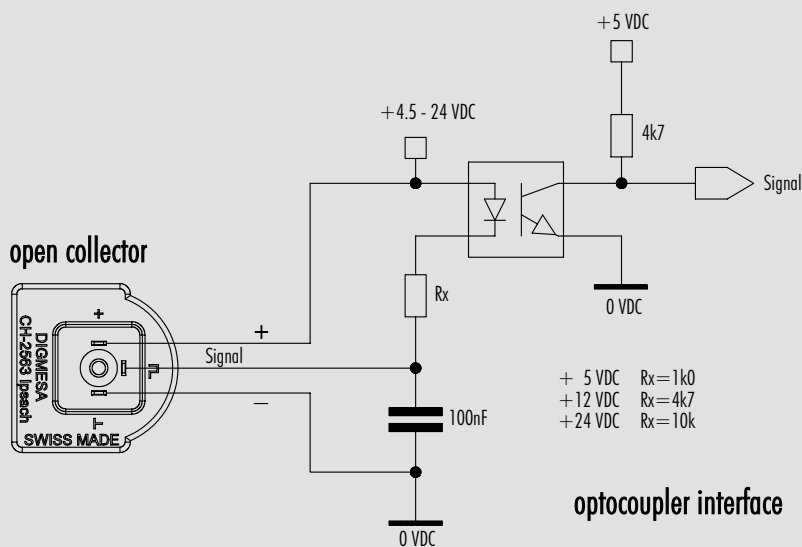 +5 VDC
+4.5 - 24 VDC
4k7
Signal
open collector
0 VDC
Rx
+
+
DIGMESA
CH-2563 Ipsach
Signal
–
SWISS MADE
100nF
+ 5 VDC Rx=1k0
+12 VDC Rx=4k7
+24 VDC Rx=10k
optocoupler interface
0 VDC